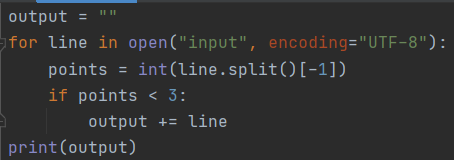 output = ""
for line in open("input", encoding="UTF-8"):
    points = int(line.split()[-1])
    if points < 3:
        output += line
print(output)